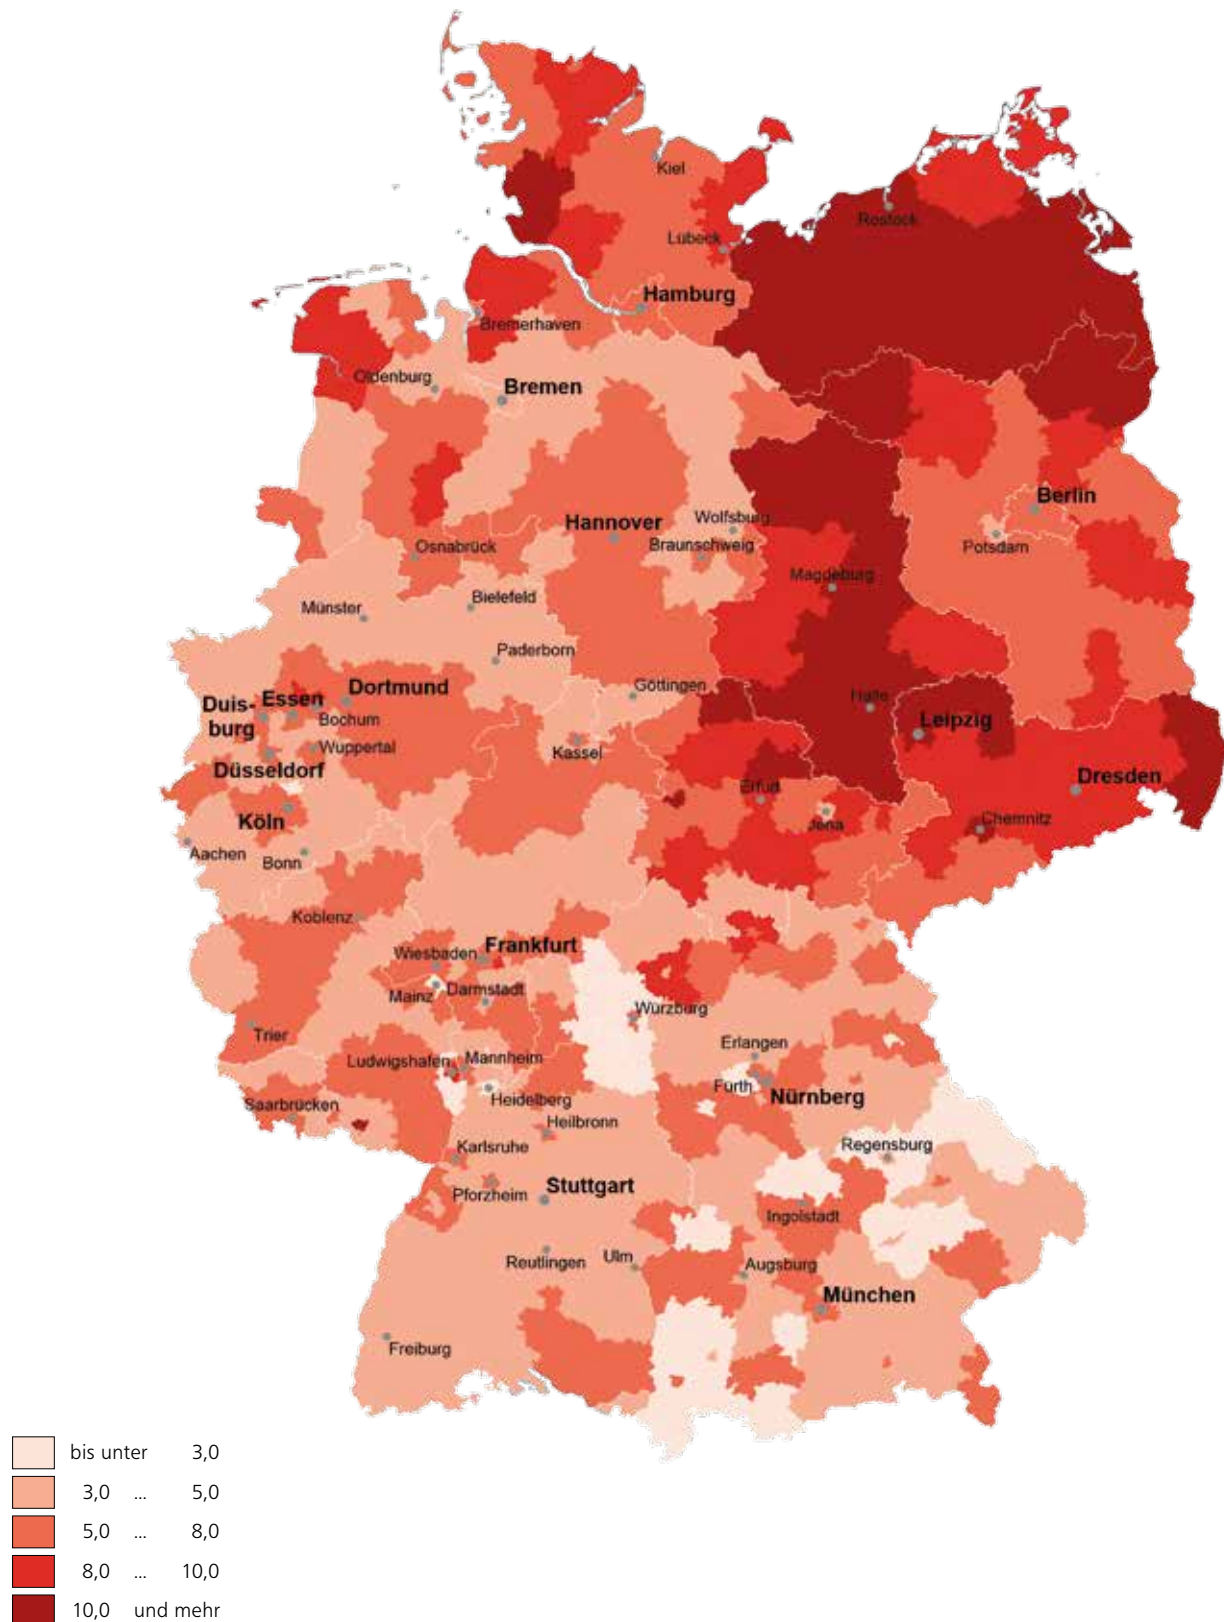 Kiel
Rostock
Lübeck
Hamburg
Bremerhaven
Oldenburg
Bremen
Berlin
Wolfsburg
Hannover
Braunschweig
Potsdam
Osnabrück
Magdeburg
Bielefeld
Münster
Paderborn
Göttingen
Dortmund
Essen
Duis-
burg
Bochum
Halle
Leipzig
Wuppertal
Kassel
Düsseldorf
Dresden
Erfurt
Köln
Jena
Chemnitz
Aachen
Bonn
Koblenz
Frankfurt
Wiesbaden
Mainz
Darmstadt
Würzburg
Trier
Erlangen
Ludwigshafen
Mannheim
Fürth
Nürnberg
Heidelberg
Saarbrücken
Heilbronn
Regensburg
Karlsruhe
Pforzheim
Stuttgart
Ingolstadt
Reutlingen
Ulm
Augsburg
München
Freiburg
bis unter 3,0
3,0 ... 5,0
5,0 ... 8,0
8,0 ... 10,0
10,0 und mehr